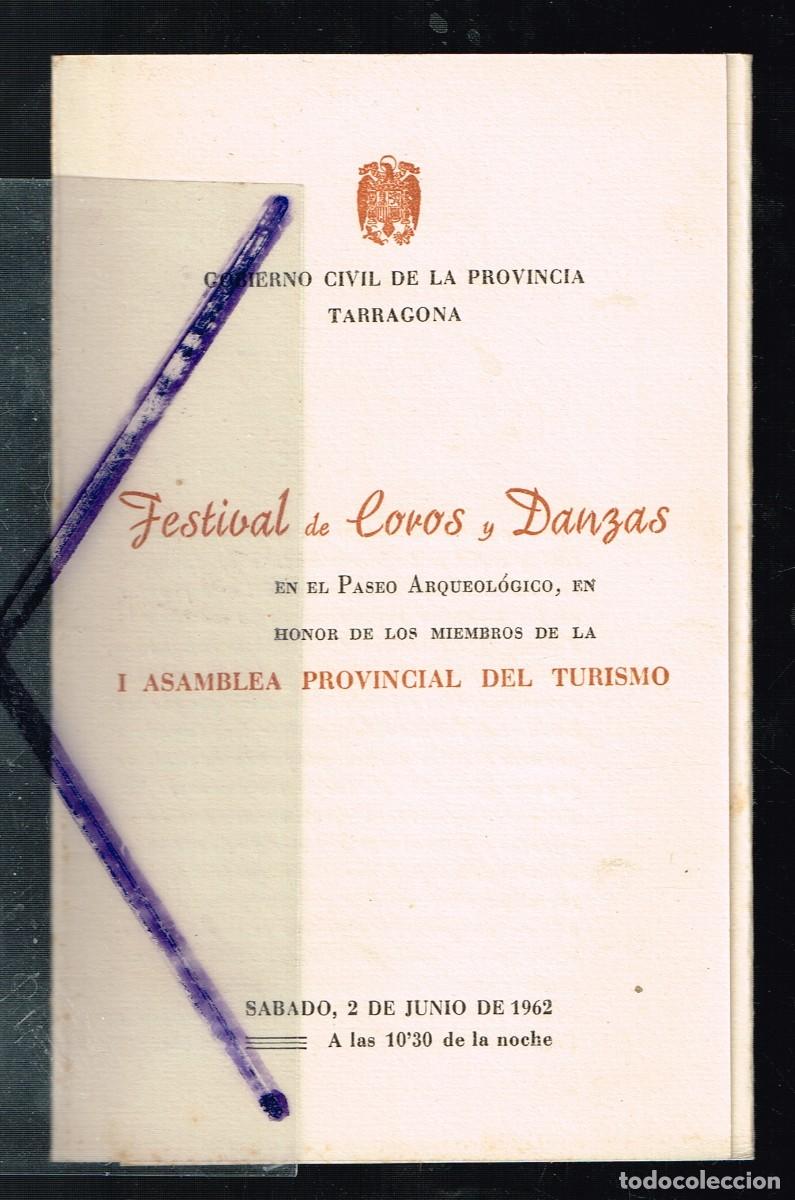 GOBIERNO CIVIL DE LA PROVINCIA
TARRAGONA
Festival de Coros y Danzas
EN EL PASEO ARQUEOLÓGICO, EN
HONOR DE LOS MIEMBROS DE LA
I ASAMBLEA PROVINCIAL DEL TURISMO
SABADO, 2 DE JUNIO DE 1962
A las 10'30 de la noche
todocoleccion